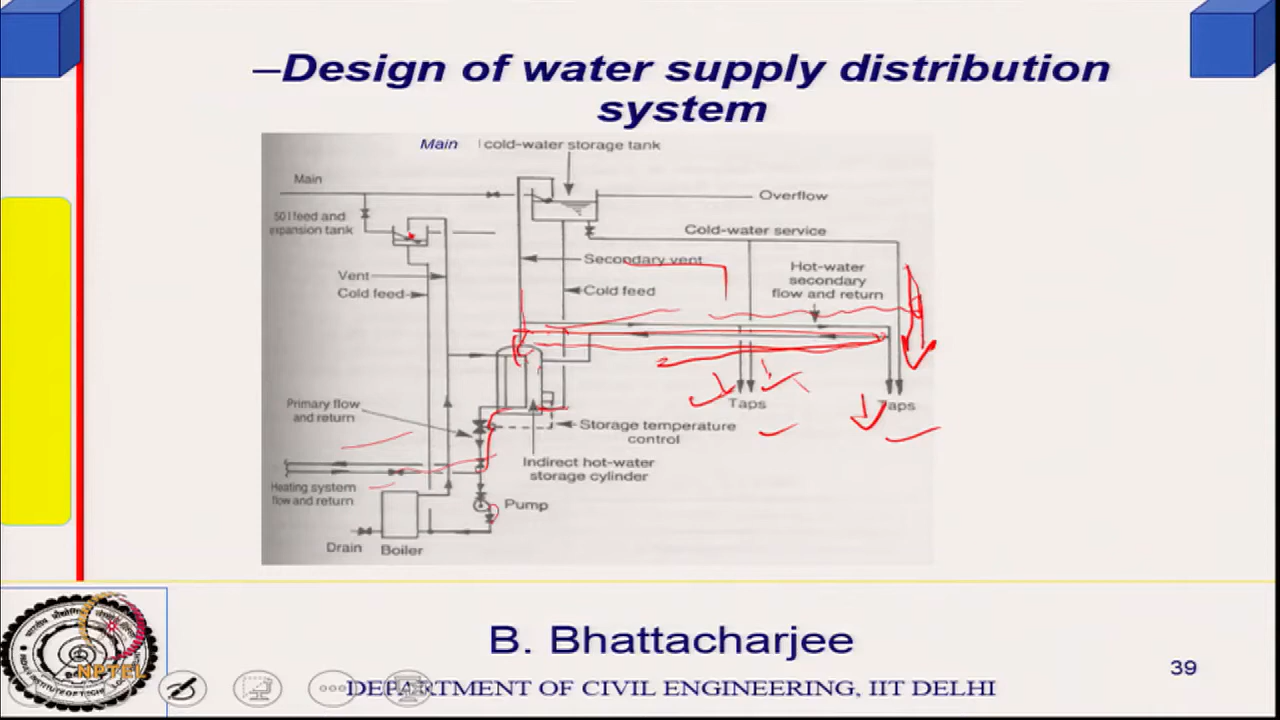 –Design of water supply distribution
system
Main
cold-water storage tank
Main
Overflow
50 l feed and
expansion tank
Cold-water service
Secondary vent
Hot-water
secondary
flow and return
Vent
Cold feed
Cold feed
Primary flow
and return
Taps
Taps
Storage temperature
control
Indirect hot-water
storage cylinder
Heating system
flow and return
Pump
Drain
Boiler
B. Bhattacharjee
39
NPTEL
DEPARTMENT OF CIVIL ENGINEERING, IIT DELHI